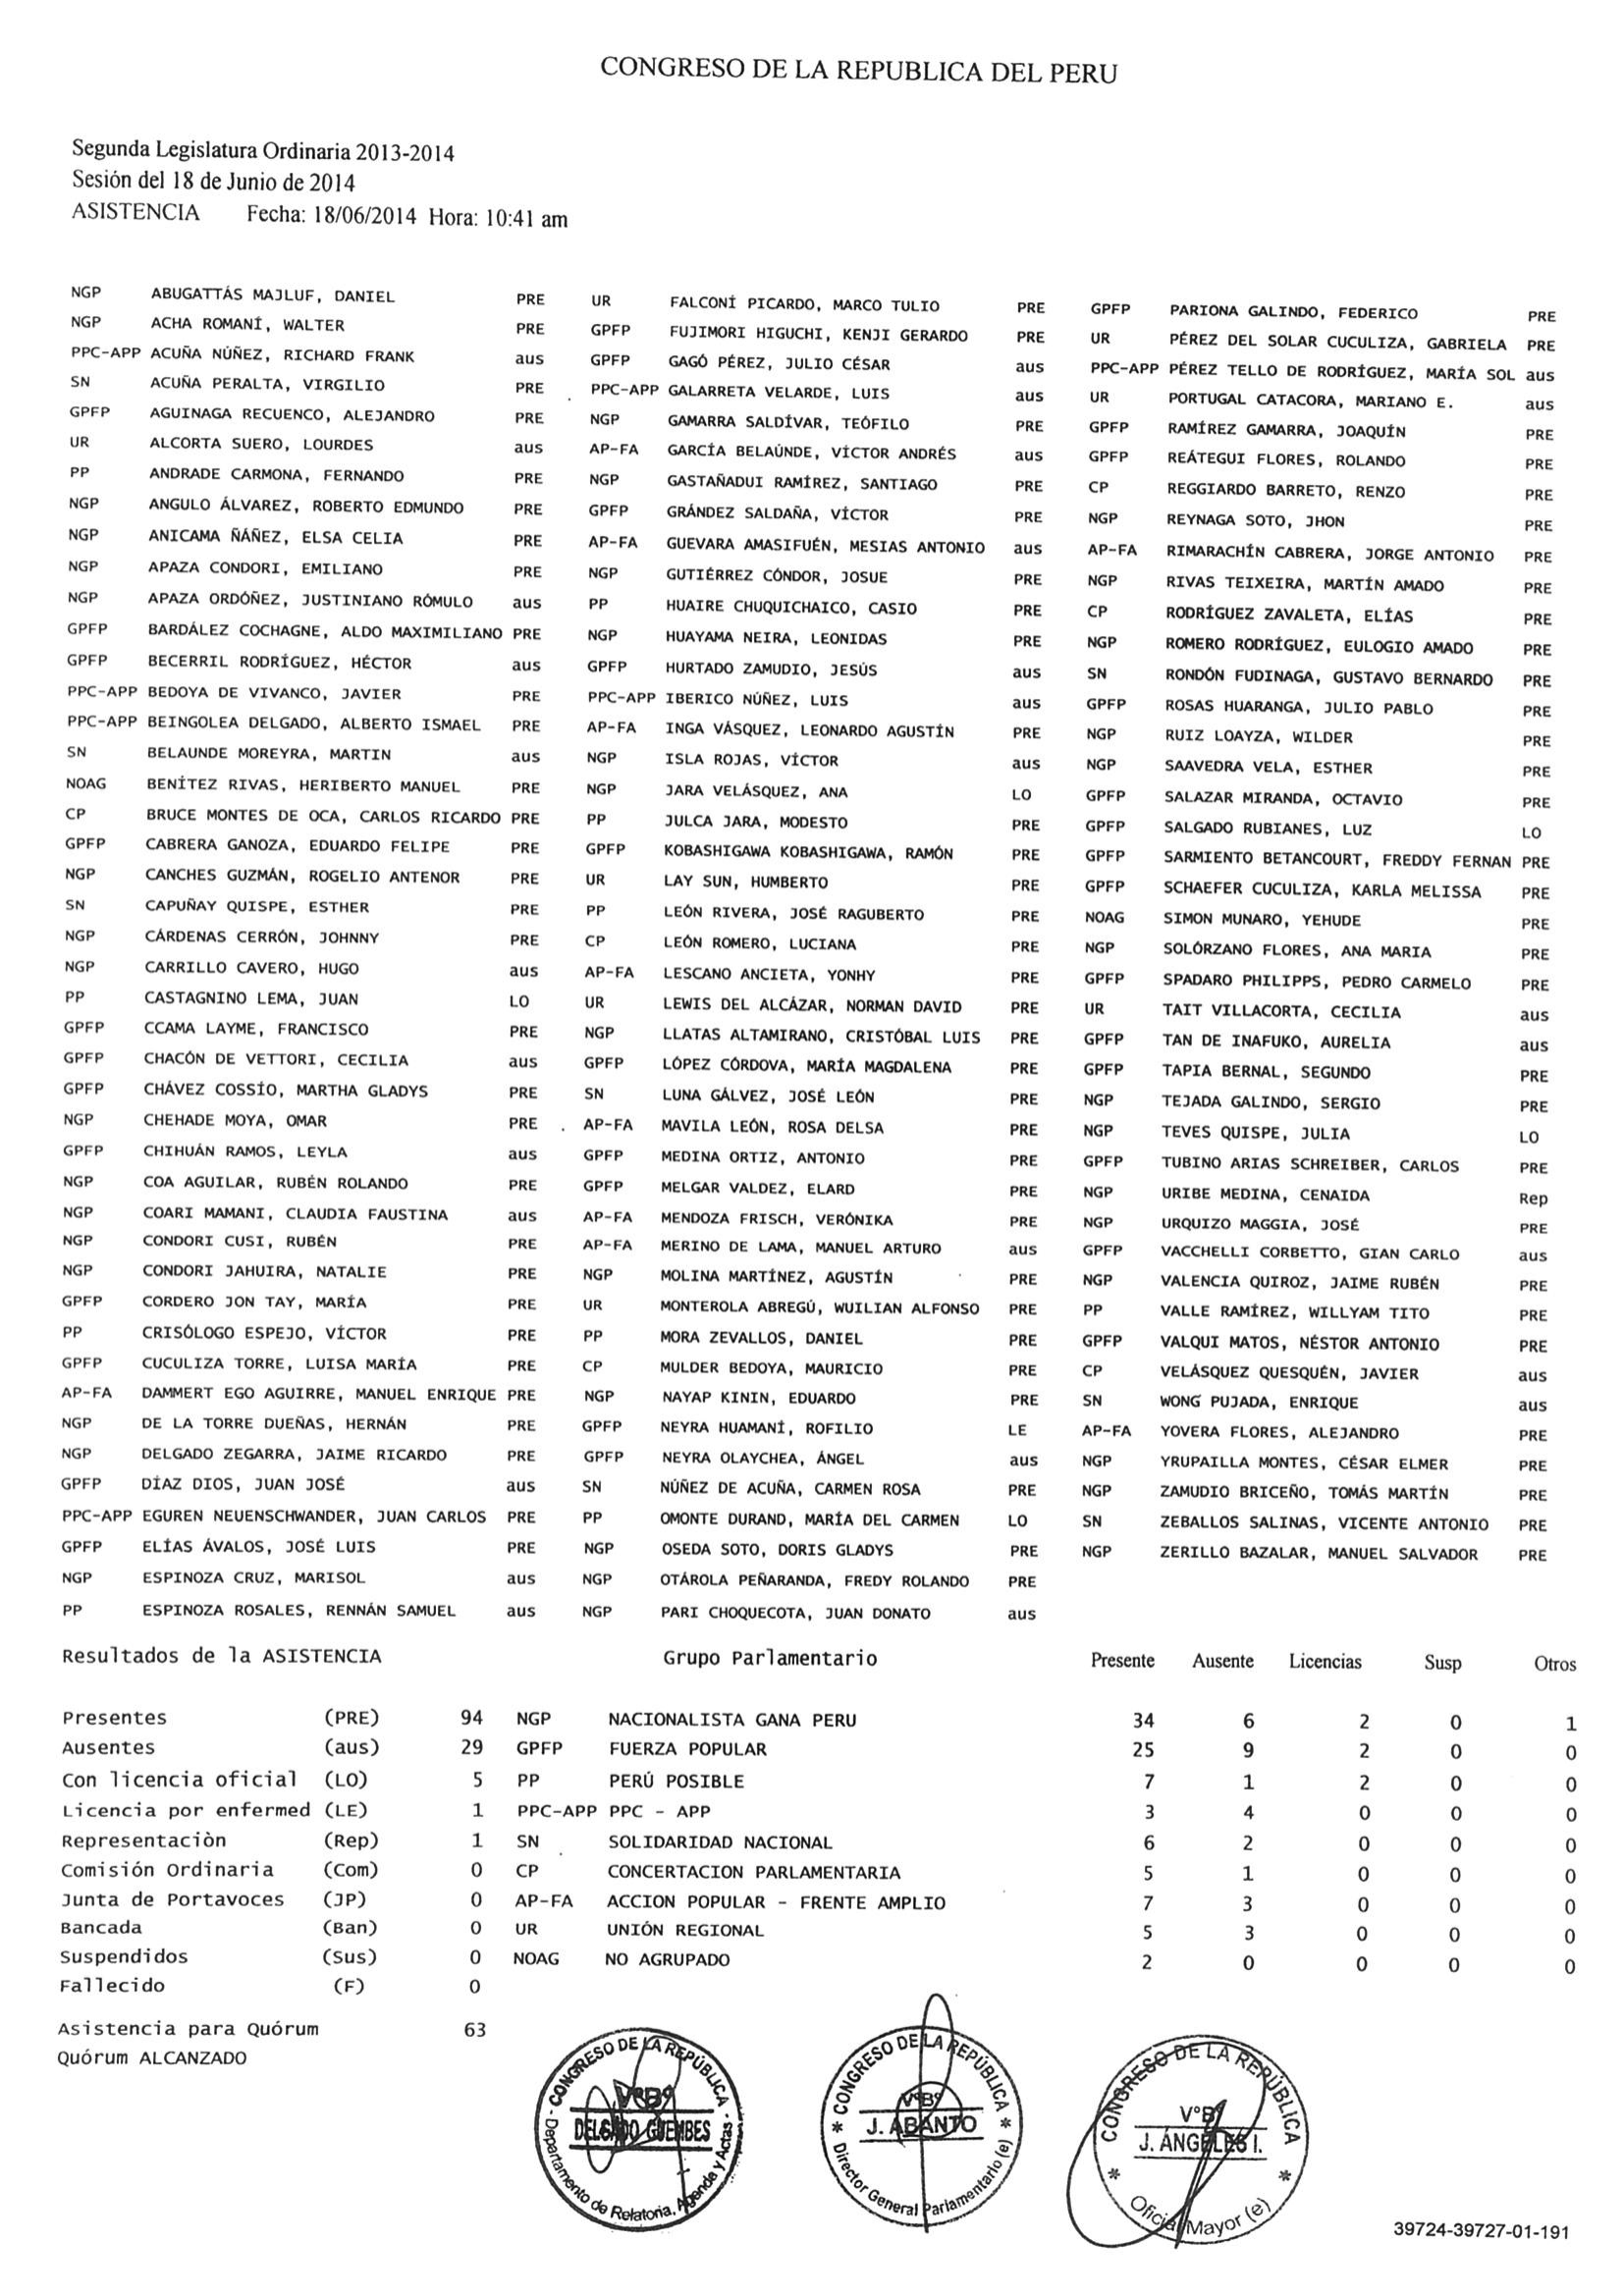 CONGRESO DE LA REPUBLICA DEL PERU
Segunda Legislatura Ordinaria 2013-2014
Sesión del 18 de Junio de 2014
ASISTENCIA Fecha: 18/06/2014 Hora: 10:41 am
NGP ABUGATTÁS MAJLUF, DANIEL PRE UR FALCONÍ PICARDO, MARCO TULIO PRE GPFP PARIONA GALINDO, FEDERICO PRE
NGP ACHA ROMANÍ, WALTER PRE GPFP FUJIMORI HIGUCHI, KENJI GERARDO PRE UR PÉREZ DEL SOLAR CUCULIZA, GABRIELA PRE
PPC-APP ACUÑA NÚÑEZ, RICHARD FRANK aus GPFP GAGÓ PÉREZ, JULIO CÉSAR aus PPC-APP PÉREZ TELLO DE RODRÍGUEZ, MARÍA SOL aus
SN ACUÑA PERALTA, VIRGILIO PRE PPC-APP GALARRETA VELARDE, LUIS aus UR PORTUGAL CATACORA, MARIANO E. aus
GPFP AGUINAGA RECUENCO, ALEJANDRO PRE NGP GAMARRA SALDÍVAR, TEÓFILO PRE GPFP RAMÍREZ GAMARRA, JOAQUÍN PRE
UR ALCORTA SUERO, LOURDES aus AP-FA GARCÍA BELAÚNDE, VÍCTOR ANDRÉS aus GPFP REÁTEGUI FLORES, ROLANDO PRE
PP ANDRADE CARMONA, FERNANDO PRE NGP GASTAÑADUI RAMÍREZ, SANTIAGO PRE CP REGGIARDO BARRETO, RENZO PRE
NGP ANGULO ÁLVAREZ, ROBERTO EDMUNDO PRE GPFP GRÁNDEZ SALDAÑA, VÍCTOR PRE NGP REYNAGA SOTO, JHON PRE
NGP ANICAMA ÑÁÑEZ, ELSA CELIA PRE AP-FA GUEVARA AMASIFUÉN, MESIAS ANTONIO aus AP-FA RIMARACHÍN CABRERA, JORGE ANTONIO PRE
NGP APAZA CONDORI, EMILIANO PRE NGP GUTIÉRREZ CÓNDOR, JOSUE PRE NGP RIVAS TEIXEIRA, MARTÍN AMADO PRE
NGP APAZA ORDÓÑEZ, JUSTINIANO RÓMULO aus PP HUAIRE CHUQUICHAICO, CASIO PRE CP RODRÍGUEZ ZAVALETA, ELÍAS PRE
GPFP BARDÁLEZ COCHAGNE, ALDO MAXIMILIANO PRE NGP HUAYAMA NEIRA, LEONIDAS PRE NGP ROMERO RODRÍGUEZ, EULOGIO AMADO PRE
GPFP BECERRIL RODRÍGUEZ, HÉCTOR aus GPFP HURTADO ZAMUDIO, JESÚS aus SN RONDÓN FUDINAGA, GUSTAVO BERNARDO PRE
PPC-APP BEDOYA DE VIVANCO, JAVIER PRE PPC-APP IBERICO NÚÑEZ, LUIS aus GPFP ROSAS HUARANGA, JULIO PABLO PRE
PPC-APP BEINGOLEA DELGADO, ALBERTO ISMAEL PRE AP-FA INGA VÁSQUEZ, LEONARDO AGUSTÍN PRE NGP RUIZ LOAYZA, WILDER PRE
SN BELAUNDE MOREYRA, MARTIN aus NGP ISLA ROJAS, VÍCTOR aus NGP SAAVEDRA VELA, ESTHER PRE
NOAG BENÍTEZ RIVAS, HERIBERTO MANUEL PRE NGP JARA VELÁSQUEZ, ANA LO GPFP SALAZAR MIRANDA, OCTAVIO PRE
CP BRUCE MONTES DE OCA, CARLOS RICARDO PRE PP JULCA JARA, MODESTO PRE GPFP SALGADO RUBIANES, LUZ LO
GPFP CABRERA GANOZA, EDUARDO FELIPE PRE GPFP KOBASHIGAWA KOBASHIGAWA, RAMÓN PRE GPFP SARMIENTO BETANCOURT, FREDDY FERNAN PRE
NGP CANCHES GUZMÁN, ROGELIO ANTENOR PRE UR LAY SUN, HUMBERTO PRE GPFP SCHAEFER CUCULIZA, KARLA MELISSA PRE
SN CAPUÑAY QUISPE, ESTHER PRE PP LEÓN RIVERA, JOSÉ RAGUBERTO PRE NOAG SIMON MUNARO, YEHUDE PRE
NGP CÁRDENAS CERRÓN, JOHNNY PRE CP LEÓN ROMERO, LUCIANA PRE NGP SOLÓRZANO FLORES, ANA MARIA PRE
NGP CARRILLO CAVERO, HUGO aus AP-FA LESCANO ANCIETA, YONHY PRE GPFP SPADARO PHILIPPS, PEDRO CARMELO PRE
PP CASTAGNINO LEMA, JUAN LO UR LEWIS DEL ALCÁZAR, NORMAN DAVID PRE UR TAIT VILLACORTA, CECILIA aus
GPFP CCAMA LAYME, FRANCISCO PRE NGP LLATAS ALTAMIRANO, CRISTÓBAL LUIS PRE GPFP TAN DE INAFUKO, AURELIA aus
GPFP CHACÓN DE VETTORI, CECILIA aus GPFP LÓPEZ CÓRDOVA, MARÍA MAGDALENA PRE GPFP TAPIA BERNAL, SEGUNDO PRE
GPFP CHÁVEZ COSSÍO, MARTHA GLADYS PRE SN LUNA GÁLVEZ, JOSÉ LEÓN PRE NGP TEJADA GALINDO, SERGIO PRE
NGP CHEHADE MOYA, OMAR PRE AP-FA MAVILA LEÓN, ROSA DELSA PRE NGP TEVES QUISPE, JULIA LO
GPFP CHIHUÁN RAMOS, LEYLA aus GPFP MEDINA ORTIZ, ANTONIO PRE GPFP TUBINO ARIAS SCHREIBER, CARLOS PRE
NGP COA AGUILAR, RUBÉN ROLANDO PRE GPFP MELGAR VALDEZ, ELARD PRE NGP URIBE MEDINA, CENAIDA Rep
NGP COARI MAMANI, CLAUDIA FAUSTINA aus AP-FA MENDOZA FRISCH, VERÓNIKA PRE NGP URQUIZO MAGGIA, JOSÉ PRE
NGP CONDORI CUSI, RUBÉN PRE AP-FA MERINO DE LAMA, MANUEL ARTURO aus GPFP VACCHELLI CORBETTO, GIAN CARLO aus
NGP CONDORI JAHUIRA, NATALIE PRE NGP MOLINA MARTÍNEZ, AGUSTÍN PRE NGP VALENCIA QUIROZ, JAIME RUBÉN PRE
GPFP CORDERO JON TAY, MARÍA PRE UR MONTEROLA ABREGÚ, WUILIAN ALFONSO PRE PP VALLE RAMÍREZ, WILLYAM TITO PRE
PP CRISÓLOGO ESPEJO, VÍCTOR PRE PP MORA ZEVALLOS, DANIEL PRE GPFP VALQUI MATOS, NÉSTOR ANTONIO PRE
GPFP CUCULIZA TORRE, LUISA MARÍA PRE CP MULDER BEDOYA, MAURICIO PRE CP VELÁSQUEZ QUESQUÉN, JAVIER aus
AP-FA DAMMERT EGO AGUIRRE, MANUEL ENRIQUE PRE NGP NAYAP KININ, EDUARDO PRE SN WONG PUJADA, ENRIQUE aus
NGP DE LA TORRE DUEÑAS, HERNÁN PRE GPFP NEYRA HUAMANÍ, ROFILIO LE AP-FA YOVERA FLORES, ALEJANDRO PRE
NGP DELGADO ZEGARRA, JAIME RICARDO PRE GPFP NEYRA OLAYCHEA, ÁNGEL aus NGP YRUPAILLA MONTES, CÉSAR ELMER PRE
GPFP DÍAZ DIOS, JUAN JOSÉ aus SN NÚÑEZ DE ACUÑA, CARMEN ROSA PRE NGP ZAMUDIO BRICEÑO, TOMÁS MARTÍN PRE
PPC-APP EGUREN NEUENSCHWANDER, JUAN CARLOS PRE PP OMONTE DURAND, MARÍA DEL CARMEN LO SN ZEBALLOS SALINAS, VICENTE ANTONIO PRE
GPFP ELÍAS ÁVALOS, JOSÉ LUIS PRE NGP OSEDA SOTO, DORIS GLADYS PRE NGP ZERILLO BAZALAR, MANUEL SALVADOR PRE
NGP ESPINOZA CRUZ, MARISOL aus NGP OTÁROLA PEÑARANDA, FREDY ROLANDO PRE
PP ESPINOZA ROSALES, RENNÁN SAMUEL aus NGP PARI CHOQUECOTA, JUAN DONATO aus
Resultados de la ASISTENCIA Grupo Parlamentario Presente Ausente Licencias Susp Otros
Presentes (PRE) 94 NGP NACIONALISTA GANA PERU 34 6 2 0 1
Ausentes (aus) 29 GPFP FUERZA POPULAR 25 9 2 0 0
Con licencia oficial (LO) 5 PP PERÚ POSIBLE 7 1 2 0 0
Licencia por enfermed (LE) 1 PPC-APP PPC - APP 3 4 0 0 0
Representaciòn (Rep) 1 SN SOLIDARIDAD NACIONAL 6 2 0 0 0
Comisión Ordinaria (Com) 0 CP CONCERTACION PARLAMENTARIA 5 1 0 0 0
Junta de Portavoces (JP) 0 AP-FA ACCION POPULAR - FRENTE AMPLIO 7 3 0 0 0
Bancada (Ban) 0 UR UNIÓN REGIONAL 5 3 0 0 0
Suspendidos (Sus) 0 NOAG NO AGRUPADO 2 0 0 0 0
Fallecido (F) 0
Asistencia para Quórum 63
Quórum ALCANZADO
CONGRESO DE LA REPÚBLICA
V°B°
DELGADO GUEMBES
Departamento de Relatoria, Agenda y Actas
CONGRESO DE LA REPÚBLICA
V°B°
J. ABANTO
Director General Parlamentario (e)
CONGRESO DE LA REPÚBLICA
V°B°
J. ÁNGELES I.
Oficial Mayor (e)
39724-39727-01-191